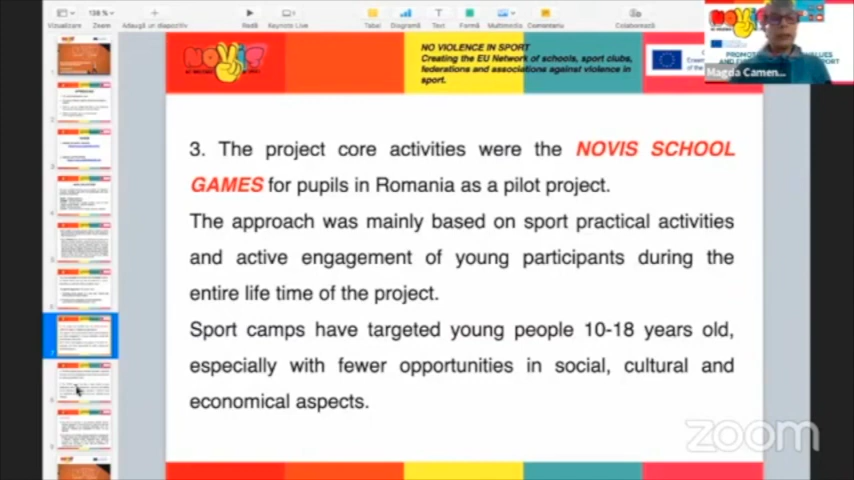 138 %
Vizualizare
Zoom
Adaugă un diapozitiv
Redă
Keynote Live
Tabel
Diagramă
Text
Formă
Multimedia
Comentariu
Colaborează
NOVIS
NO VIOLENCE IN SPORT
Creating the EU Network of schools, sport clubs,
federations and associations against violence in
sport.
Magda Camen...
3. The project core activities were the NOVIS SCHOOL
GAMES for pupils in Romania as a pilot project.
The approach was mainly based on sport practical activities
and active engagement of young participants during the
entire life time of the project.
Sport camps have targeted young people 10-18 years old,
especially with fewer opportunities in social, cultural and
economical aspects.
zoom